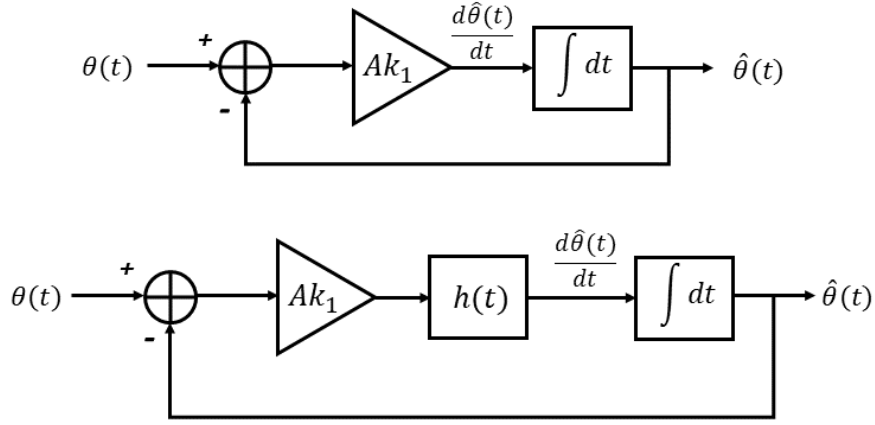 θ(t) + - Ak₁ dθ̂(t)/dt ∫ dt θ̂(t)
θ(t) + - Ak₁ h(t) dθ̂(t)/dt ∫ dt θ̂(t)